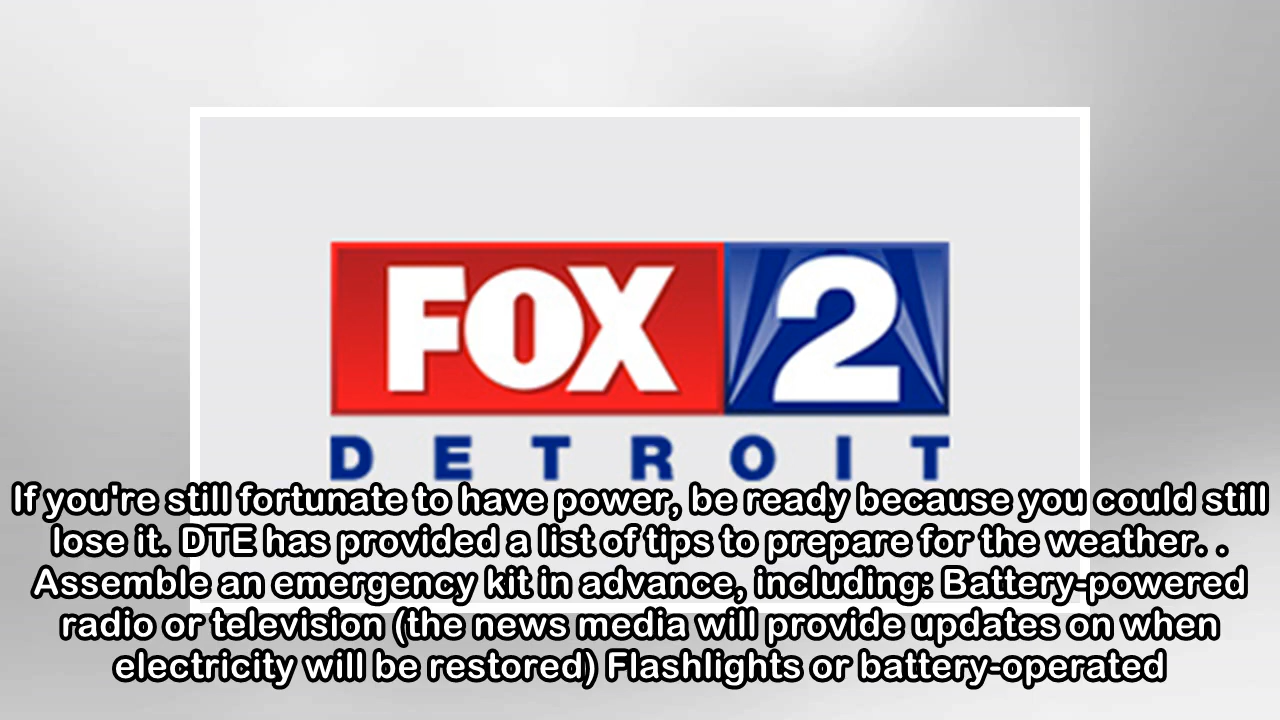 FOX 2
DETROIT
If you're still fortunate to have power, be ready because you could still
lose it. DTE has provided a list of tips to prepare for the weather. .
Assemble an emergency kit in advance, including: Battery-powered
radio or television (the news media will provide updates on when
electricity will be restored) Flashlights or battery-operated